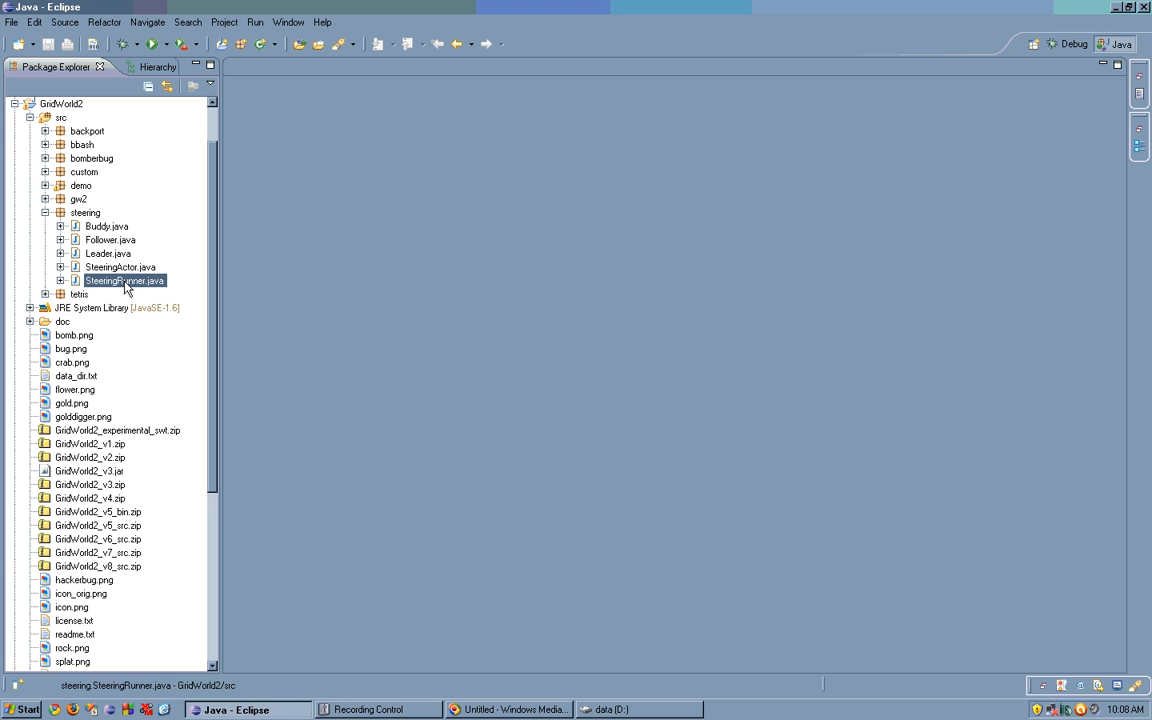 Java - Eclipse
File Edit Source Refactor Navigate Search Project Run Window Help
Debug Java
Package Explorer Hierarchy
GridWorld2
src
backport
bbash
bomberbug
custom
demo
gw2
steering
Buddy.java
Follower.java
Leader.java
SteeringActor.java
SteeringRunner.java
tetris
JRE System Library [JavaSE-1.6]
doc
bomb.png
bug.png
crab.png
data_dir.txt
flower.png
gold.png
golddigger.png
GridWorld2_experimental_swt.zip
GridWorld2_v1.zip
GridWorld2_v2.zip
GridWorld2_v3.jar
GridWorld2_v3.zip
GridWorld2_v4.zip
GridWorld2_v5_bin.zip
GridWorld2_v5_src.zip
GridWorld2_v6_src.zip
GridWorld2_v7_src.zip
GridWorld2_v8_src.zip
hackerbug.png
icon_orig.png
icon.png
license.txt
readme.txt
rock.png
splat.png
steering.SteeringRunner.java - GridWorld2/src
Start Java - Eclipse Recording Control Untitled - Windows Media... data (D:) 10:08 AM